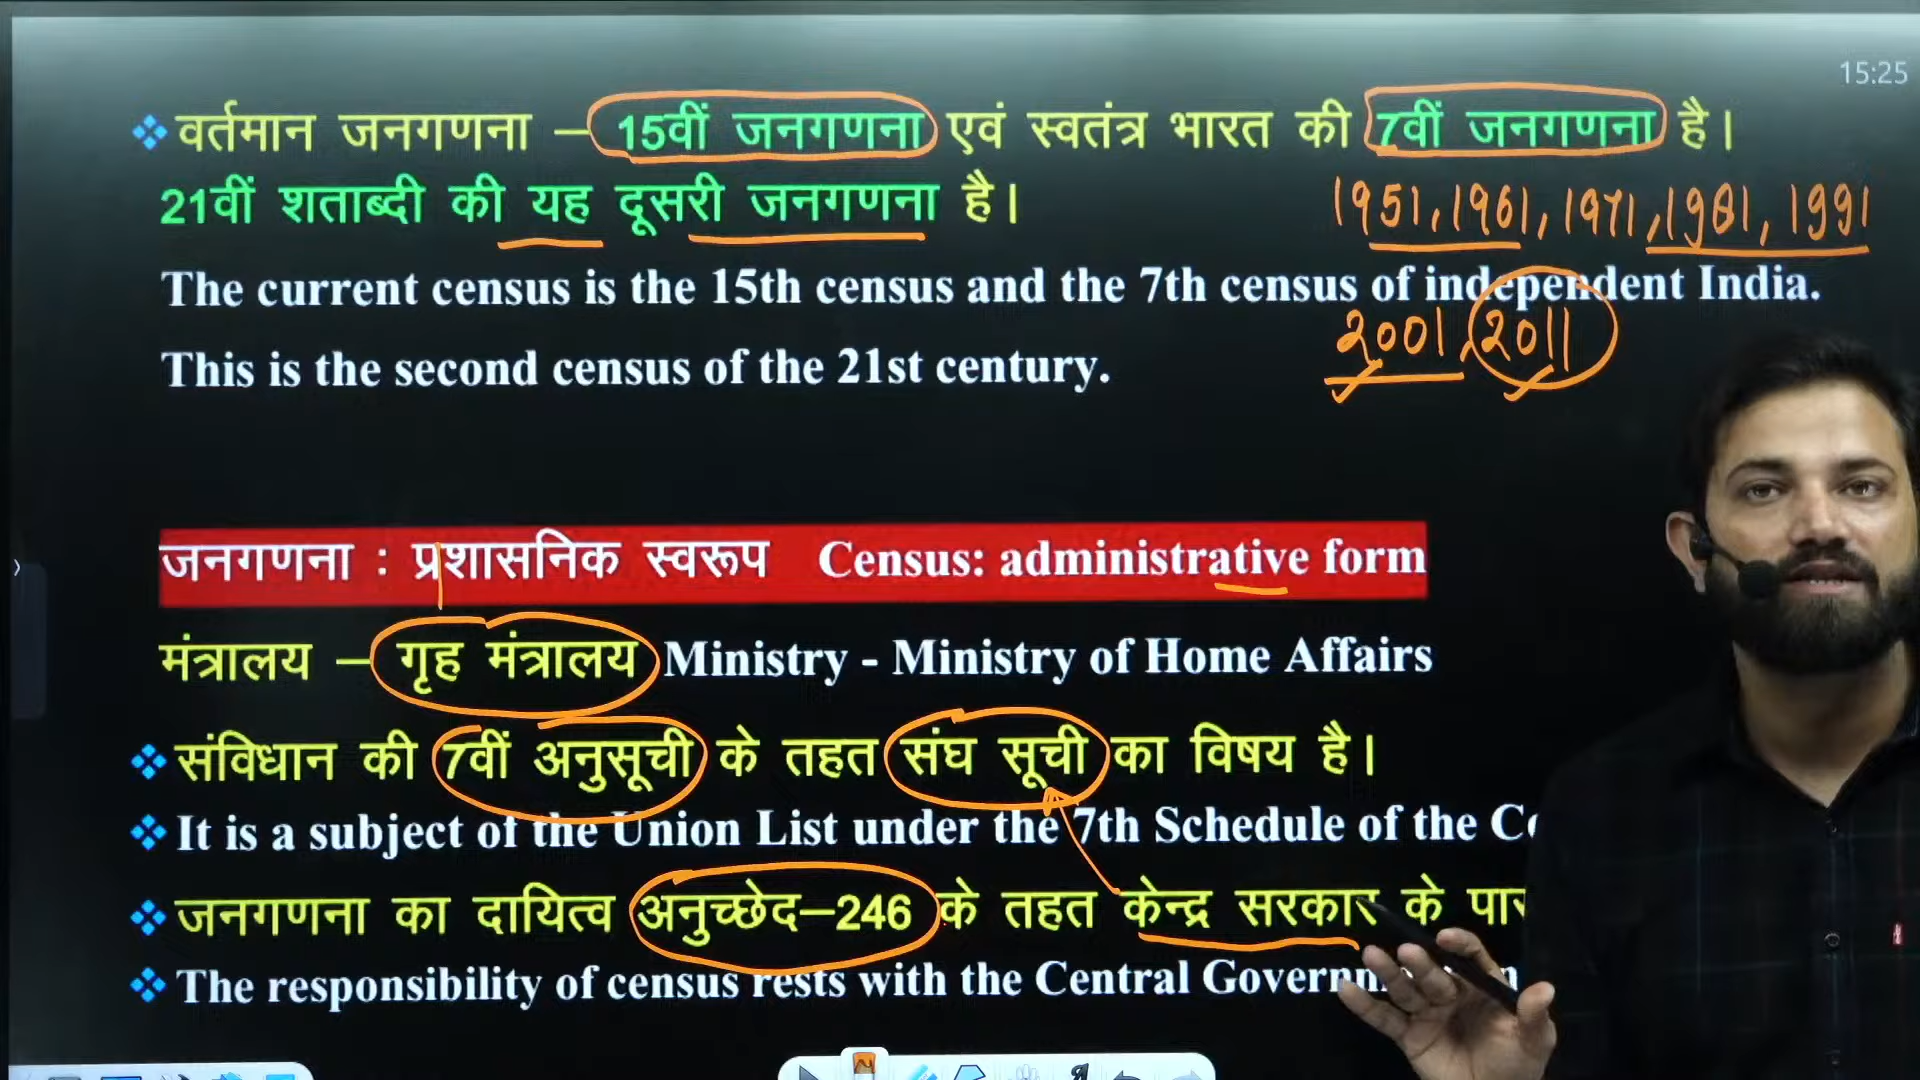 15:25
❖ वर्तमान जनगणना – 15वीं जनगणना एवं स्वतंत्र भारत की 7वीं जनगणना है।
21वीं शताब्दी की यह दूसरी जनगणना है।
1951, 1961, 1971, 1981, 1991
The current census is the 15th census and the 7th census of independent India.
2001, 2011
This is the second census of the 21st century.
जनगणना : प्रशासनिक स्वरूप Census: administrative form
मंत्रालय – गृह मंत्रालय Ministry - Ministry of Home Affairs
❖ संविधान की 7वीं अनुसूची के तहत संघ सूची का विषय है।
❖ It is a subject of the Union List under the 7th Schedule of the
❖ जनगणना का दायित्व अनुच्छेद–246 के तहत केन्द्र सरकार के
❖ The responsibility of census rests with the Central